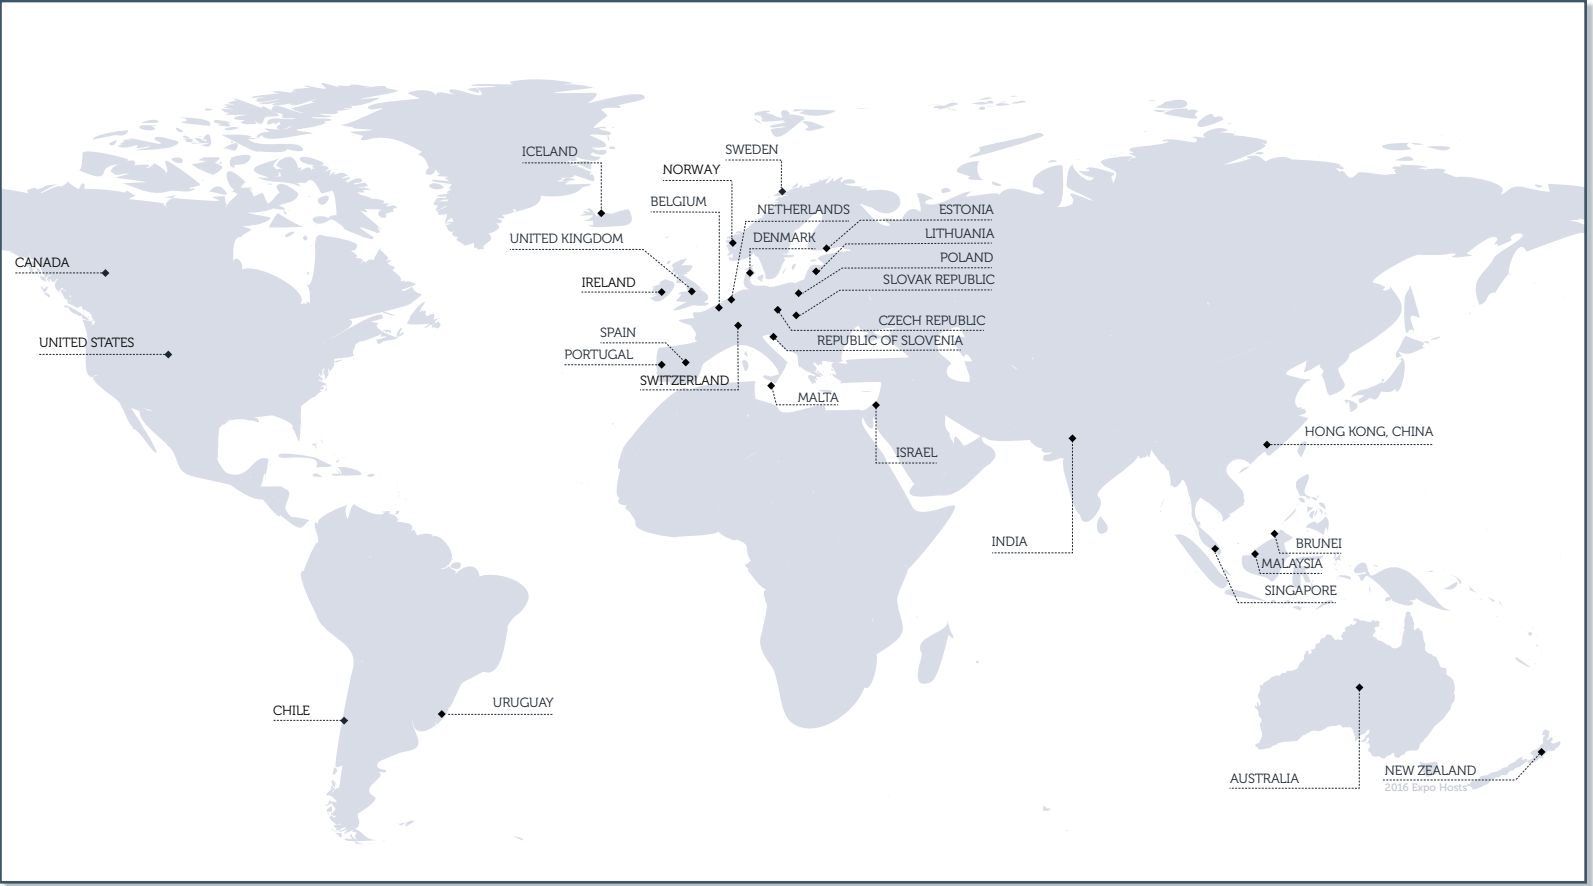 SWEDEN
ICELAND
NORWAY
BELGIUM
NETHERLANDS
ESTONIA
UNITED KINGDOM
DENMARK
LITHUANIA
POLAND
CANADA
IRELAND
SLOVAK REPUBLIC
CZECH REPUBLIC
UNITED STATES
SPAIN
REPUBLIC OF SLOVENIA
PORTUGAL
SWITZERLAND
MALTA
HONG KONG, CHINA
ISRAEL
INDIA
BRUNEI
MALAYSIA
SINGAPORE
CHILE
URUGUAY
AUSTRALIA
NEW ZEALAND
2016 Expo Hosts*